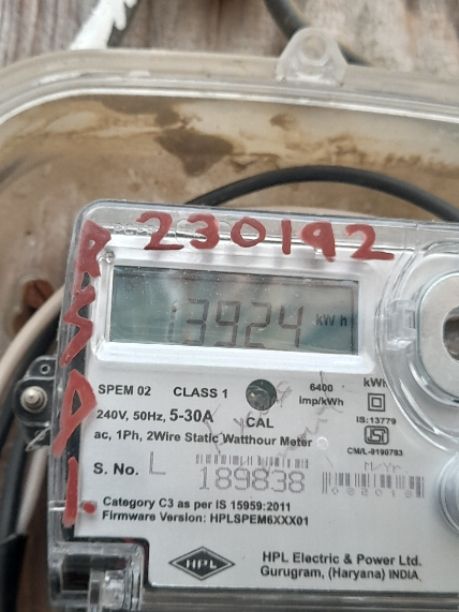 230192
13924 kWh
SPEM 02 CLASS 1 6400 imp/kWh kWh
240V, 50Hz, 5-30A CAL
IS:13779
ac, 1Ph, 2Wire Static Watthour Meter
CM/L-0190783
S. No. L 189838
Category C3 as per IS 15959:2011
Firmware Version: HPLSPEM6XXX01
HPL
HPL Electric & Power Ltd.
Gurugram, (Haryana) INDIA